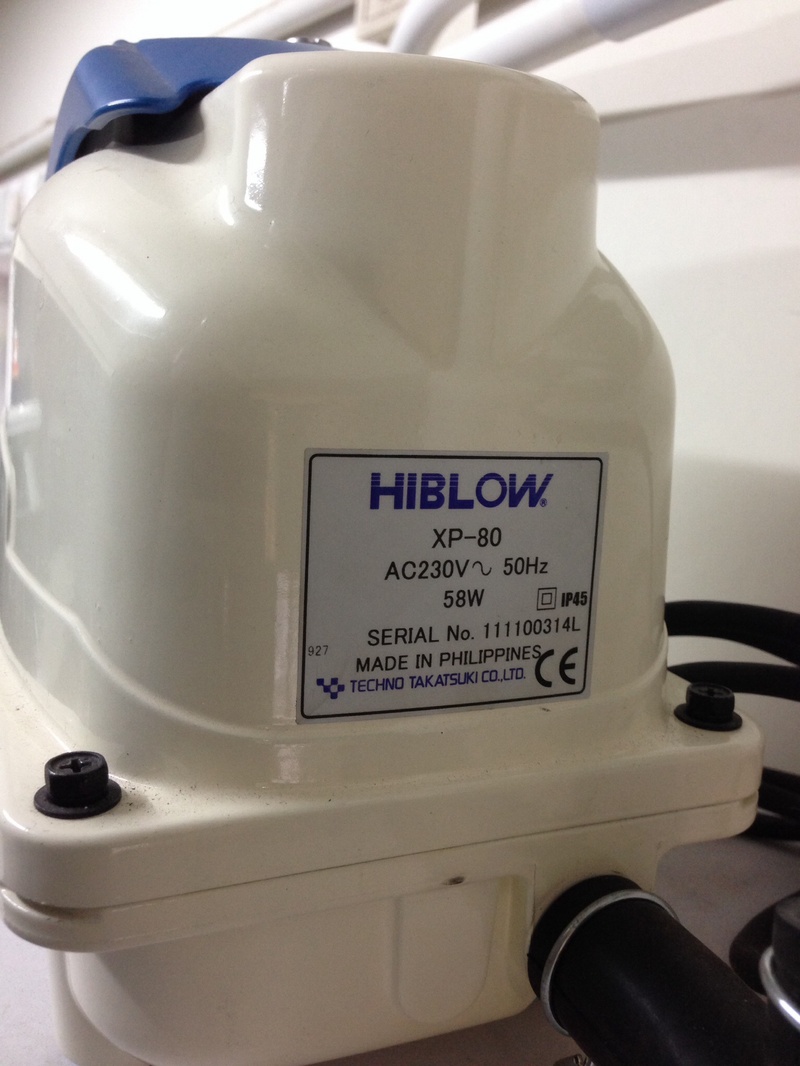 HIBLOW®
XP-80
AC230V～ 50Hz
58W IP45
SERIAL No. 111100314L
927
MADE IN PHILIPPINES
TECHNO TAKATSUKI CO.,LTD. CE